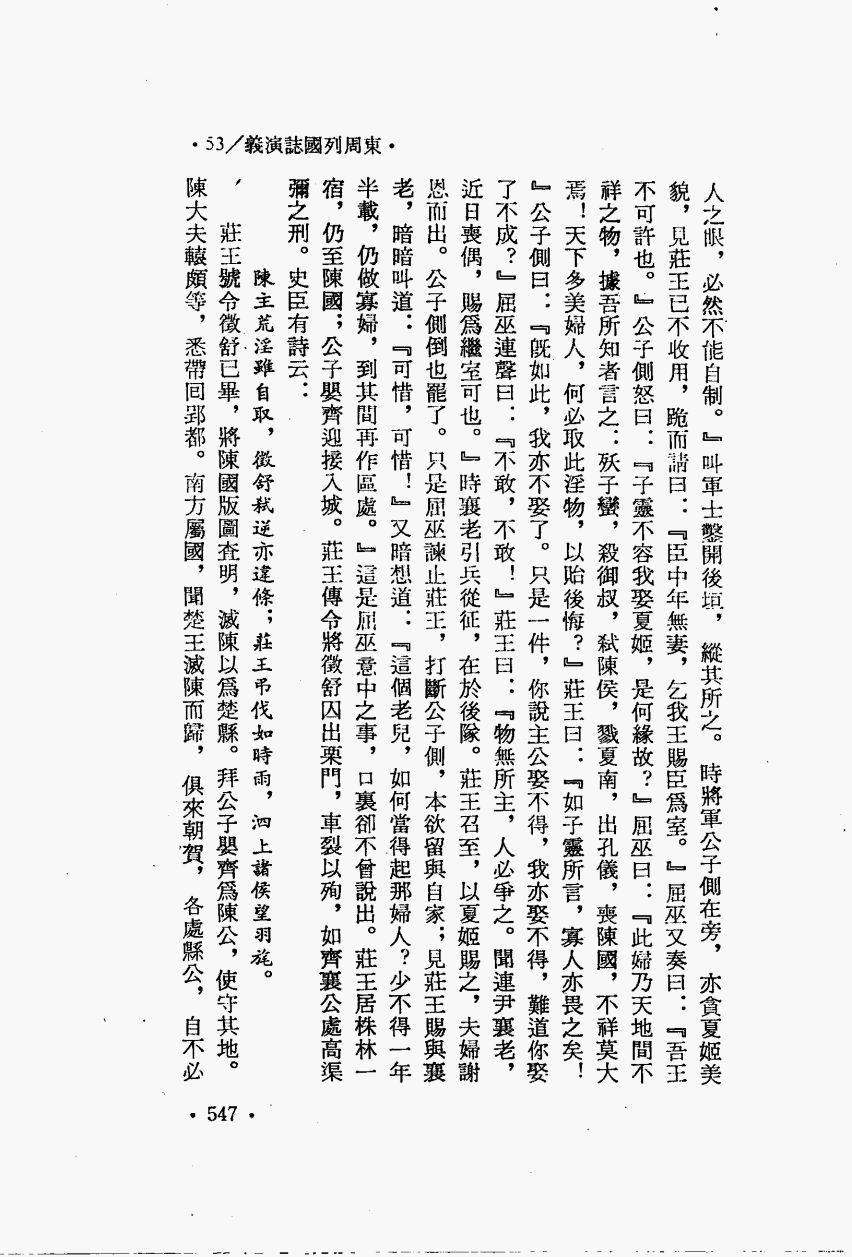 ·53/義演誌國列周東·
人之眼，必然不能自制。』叫軍士鑿開後垣，縱其所之。時將軍公子側在旁，亦貪夏姬美
貌，見莊王已不收用，跪而請曰：『臣中年無妻，乞我王賜臣爲室。』屈巫又奏曰：『吾王
不可許也。』公子側怒曰：『子靈不容我娶夏姬，是何緣故？』屈巫曰：『此婦乃天地間不
祥之物，據吾所知者言之：殀子蠻，殺御叔，弑陳侯，戮夏南，出孔儀，喪陳國，不祥莫大
焉！天下多美婦人，何必取此淫物，以貽後悔？』莊王曰：『如子靈所言，寡人亦畏之矣！
』公子側曰：『旣如此，我亦不娶了。只是一件，你說主公娶不得，我亦娶不得，難道你娶
了不成？』屈巫連聲曰：『不敢，不敢！』莊王曰：『物無所主，人必爭之。聞連尹襄老，
近日喪偶，賜爲繼室可也。』時襄老引兵從征，在於後隊。莊王召至，以夏姬賜之，夫婦謝
恩而出。公子側倒也罷了。只是屈巫諫止莊王，打斷公子側，本欲留與自家；見莊王賜與襄
老，暗暗叫道：『可惜，可惜！』又暗想道：『這個老兒，如何當得起那婦人？少不得一年
半載，仍做寡婦，到其間再作區處。』這是屈巫意中之事，口裏卻不曾說出。莊王居株林一
宿，仍至陳國；公子嬰齊迎接入城。莊王傳令將徵舒囚出栗門，車裂以殉，如齊襄公處高渠
彌之刑。史臣有詩云：
陳主荒淫雖自取，徵舒弒逆亦違條；莊王弔伐如時雨，泗上諸侯望羽旄。
莊王號令徵舒已畢，將陳國版圖查明，滅陳以爲楚縣。拜公子嬰齊爲陳公，使守其地。
陳大夫轅頗等，悉帶囘郢都。南方屬國，聞楚王滅陳而歸，俱來朝賀，各處縣公，自不必
·547·